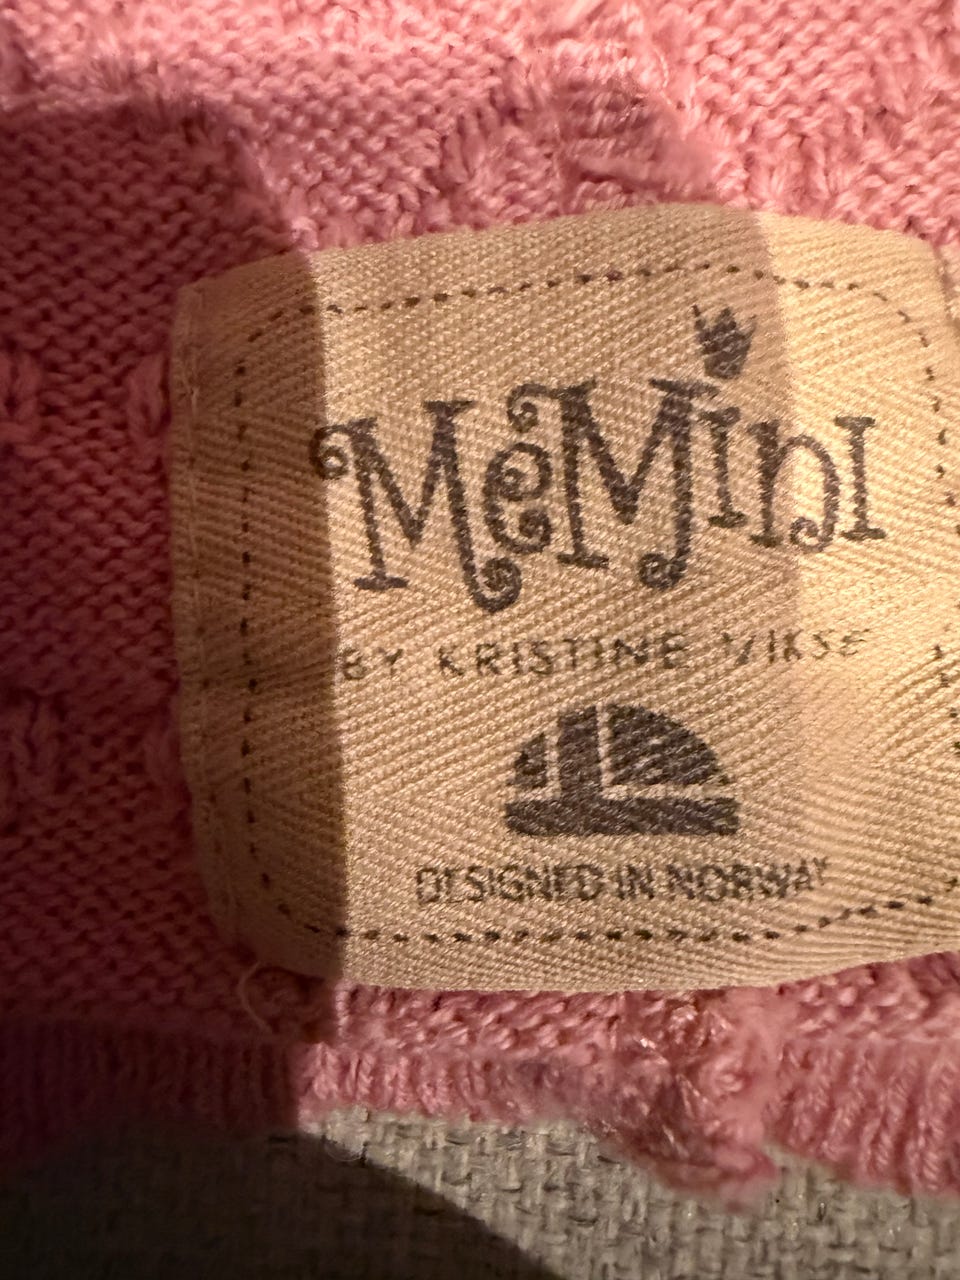 MeMini
BY KRISTINE VIKSE
DESIGNED IN NORWAY